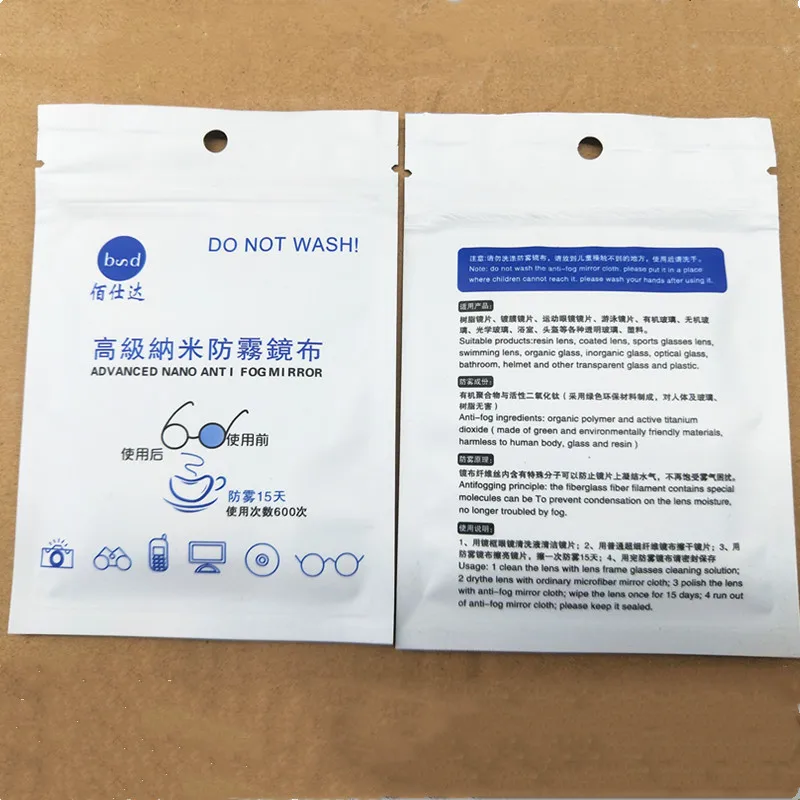 DO NOT WASH!
bsd
佰仕达
高級納米防霧鏡布
ADVANCED NANO ANT I FOGMIRROR
使用后
使用前
防雾15天
使用次數600次
注意:请勿洗涤防雾镜布，请放到儿童接触不到的地方，使用后请洗手。
Note: do not wash the anti-fog mirror cloth. please put it in a place
where children cannot reach it. please wash your hands after using it.
适用产品:
树脂镜片、镀膜镜片、运动眼镜镜片、游泳镜片、有机玻璃、无机玻
璃、光学玻璃、浴室、头盔等各种透明玻璃、塑料。
Suitable products:resin lens, coated lens, sports glasses lens,
swimming lens, organic glass, inorganic glass, optical glass,
bathroom, helmet and other transparent glass and plastic.
防雾成份:
有机聚合物与活性二氧化钛（采用绿色环保材料制成，对人体及玻璃、
树脂无害）
Anti-fog ingredients: organic polymer and active titanium
dioxide ( made of green and environmentally friendly materials,
harmless to human body, glass and resin )
防雾原理:
镜布纤维丝内含有特殊分子可以防止镜片上凝结水气，不再饱受雾气困扰。
Antifogging principle: the fiberglass fiber filament contains special
molecules can be To prevent condensation on the lens moisture,
no longer troubled by fog.
使用说明:
1、用镜框眼镜清洗液清洁镜片；2、用普通超细纤维镜布擦干镜片；3、用
防雾镜布擦亮镜片，擦一次防雾15天；4、用完防雾镜布请密封保存
Usage: 1 clean the lens with lens frame glasses cleaning solution;
2 drythe lens with ordinary microfiber mirror cloth; 3 polish the lens
with anti-fog mirror cloth; wipe the lens once for 15 days; 4 run out
of anti-fog mirror cloth; please keep it sealed.